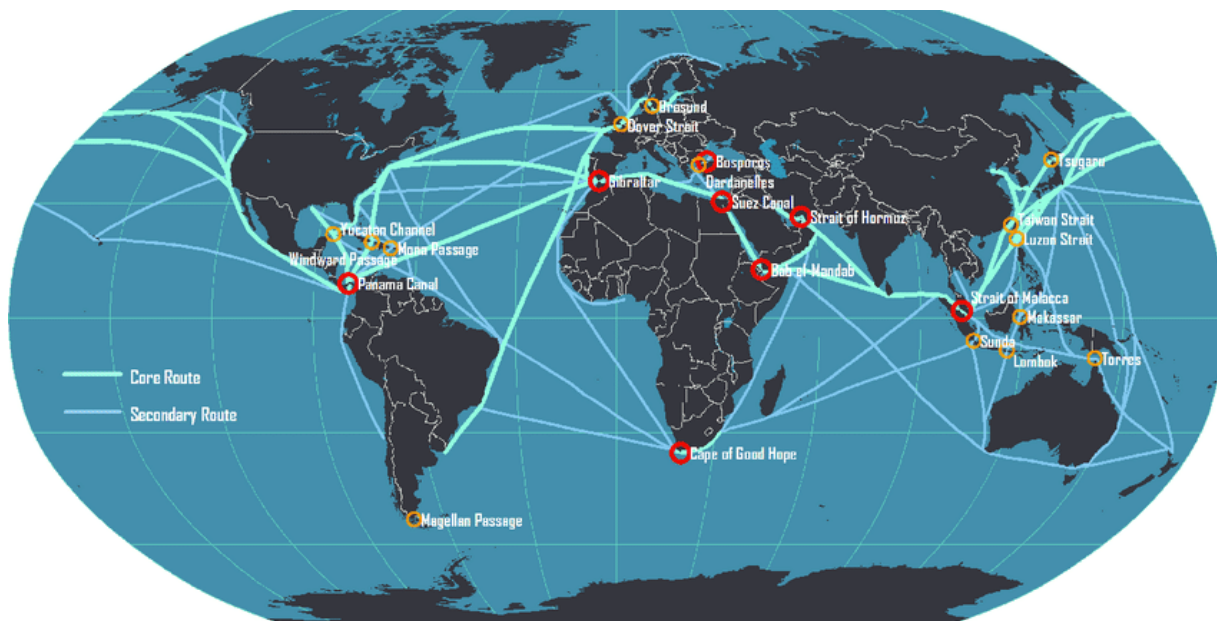 Oresund
Dover Strait
Bosporus
Tsugaru
Gibraltar
Dardanelles
Suez Canal
Strait of Hormuz
Taiwan Strait
Yucatan Channel
Luzon Strait
Mona Passage
Windward Passage
Bab el-Mandab
Panama Canal
Strait of Malacca
Makassar
Sunda
Lombok
Torres
Core Route
Secondary Route
Cape of Good Hope
Magellan Passage